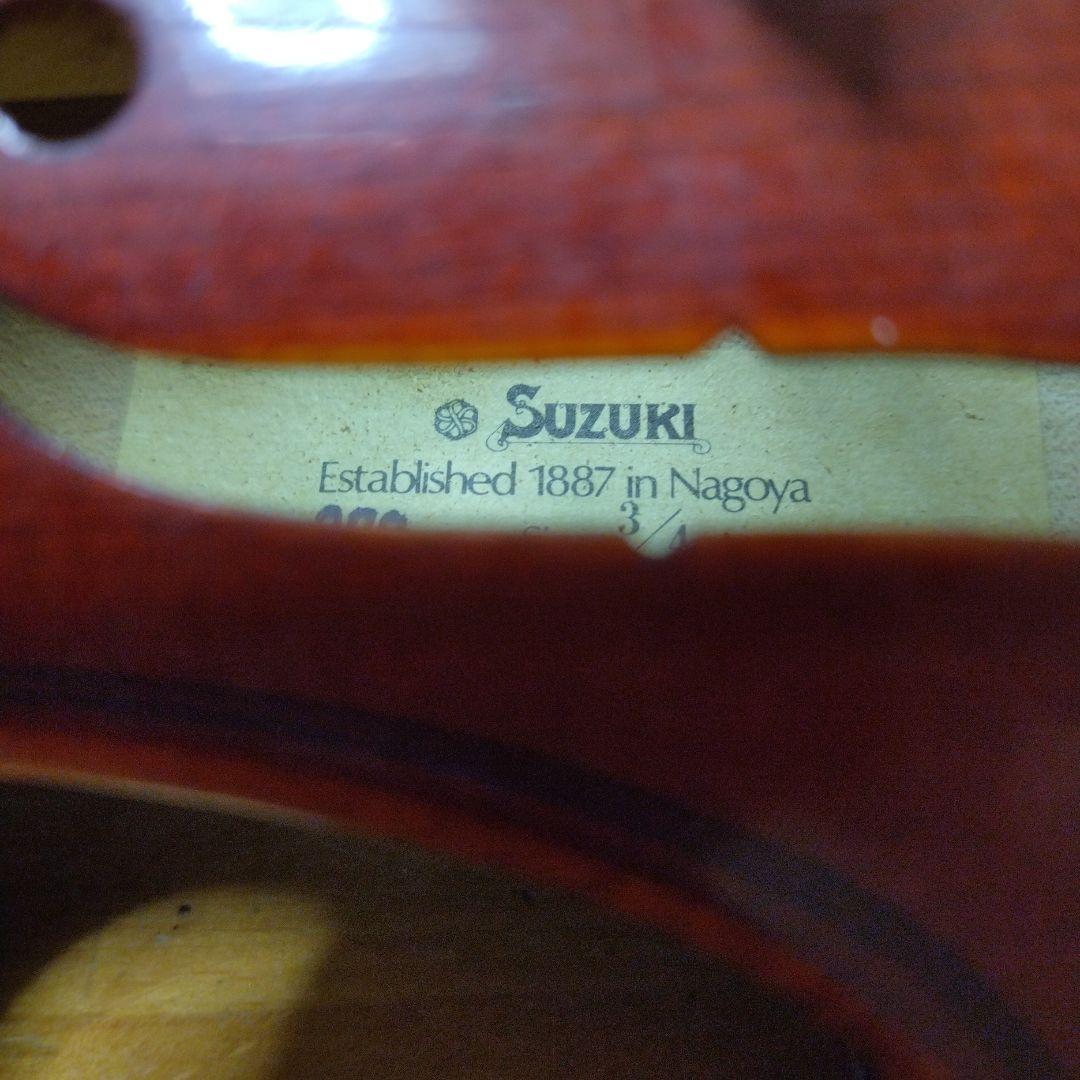 SUZUKI
Established 1887 in Nagoya
3/4